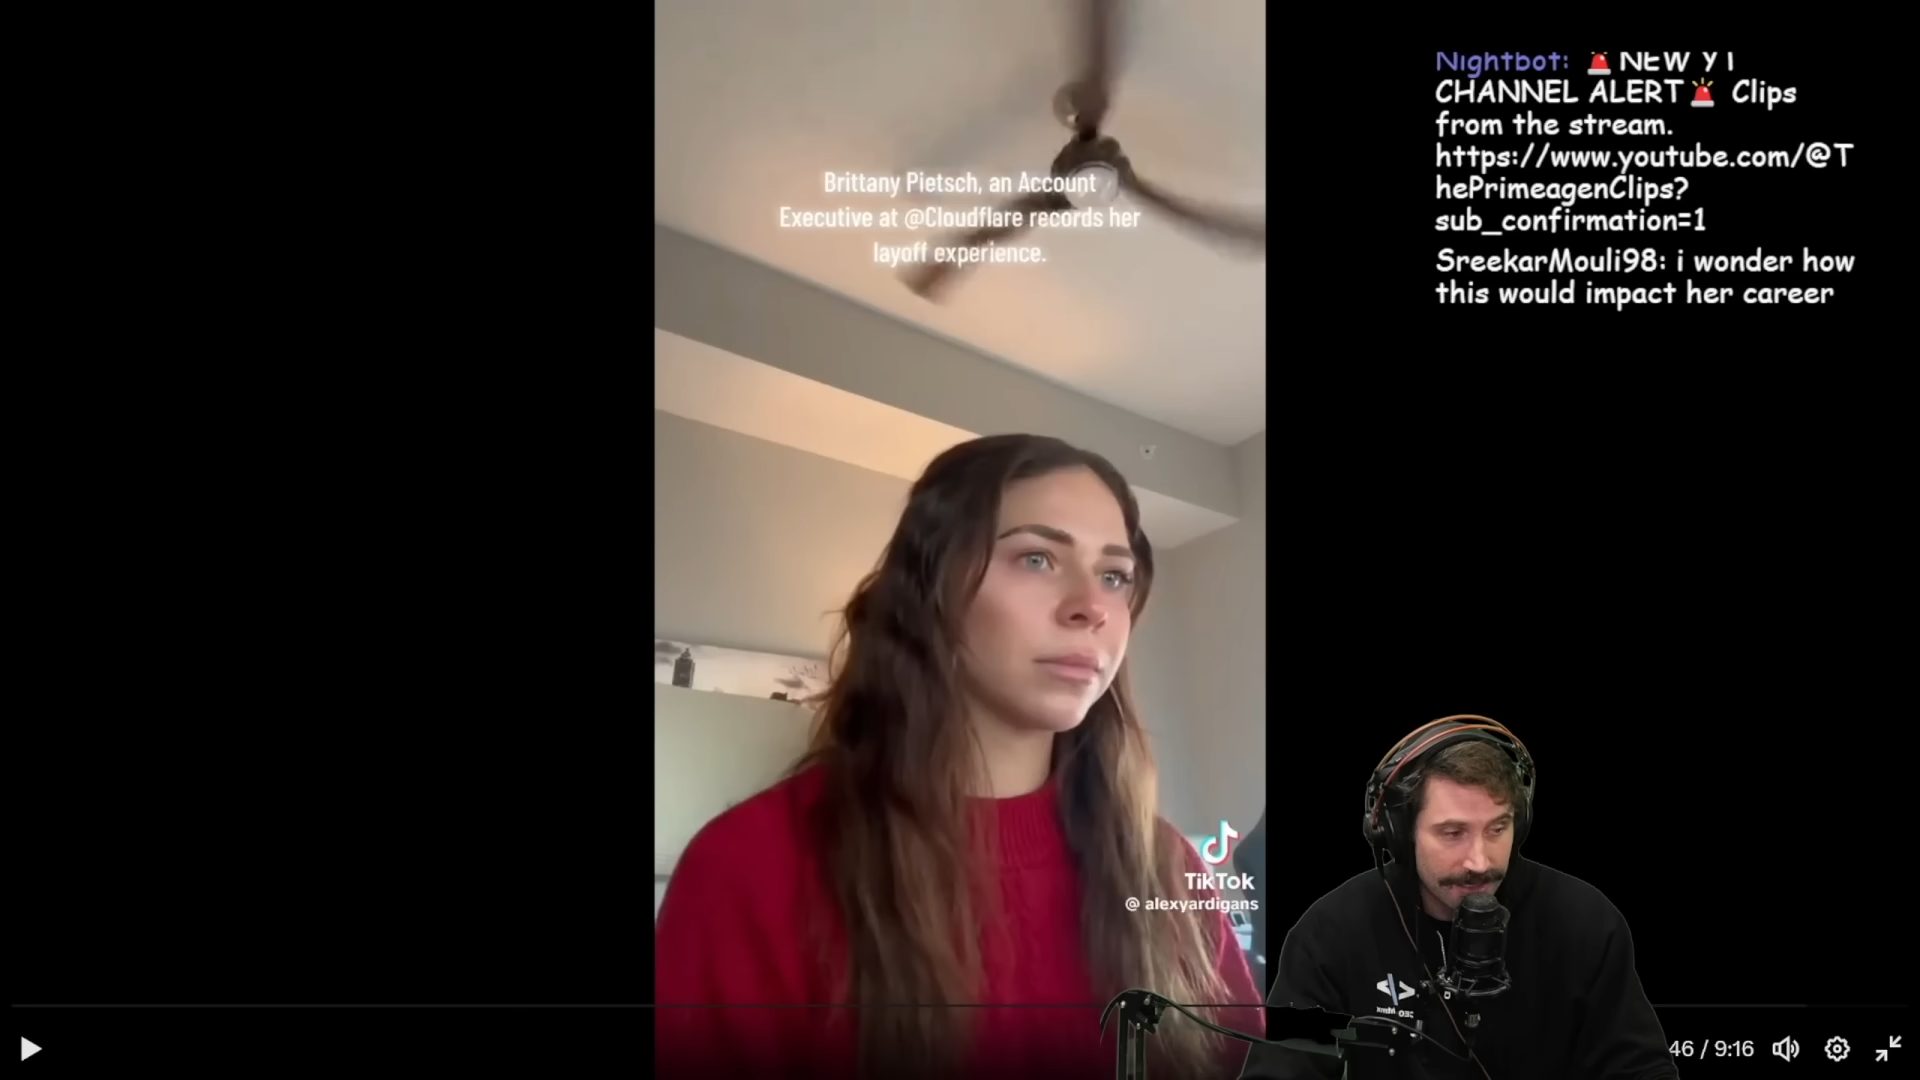 Brittany Pietsch, an Account
Executive at @Cloudflare records her
layoff experience.
Nightbot: 🚨NEW YT
CHANNEL ALERT🚨 Clips
from the stream.
https://www.youtube.com/@T
hePrimeagenClips?
sub_confirmation=1
SreekarMouli98: i wonder how
this would impact her career
TikTok
@ alexyardigans
46 / 9:16